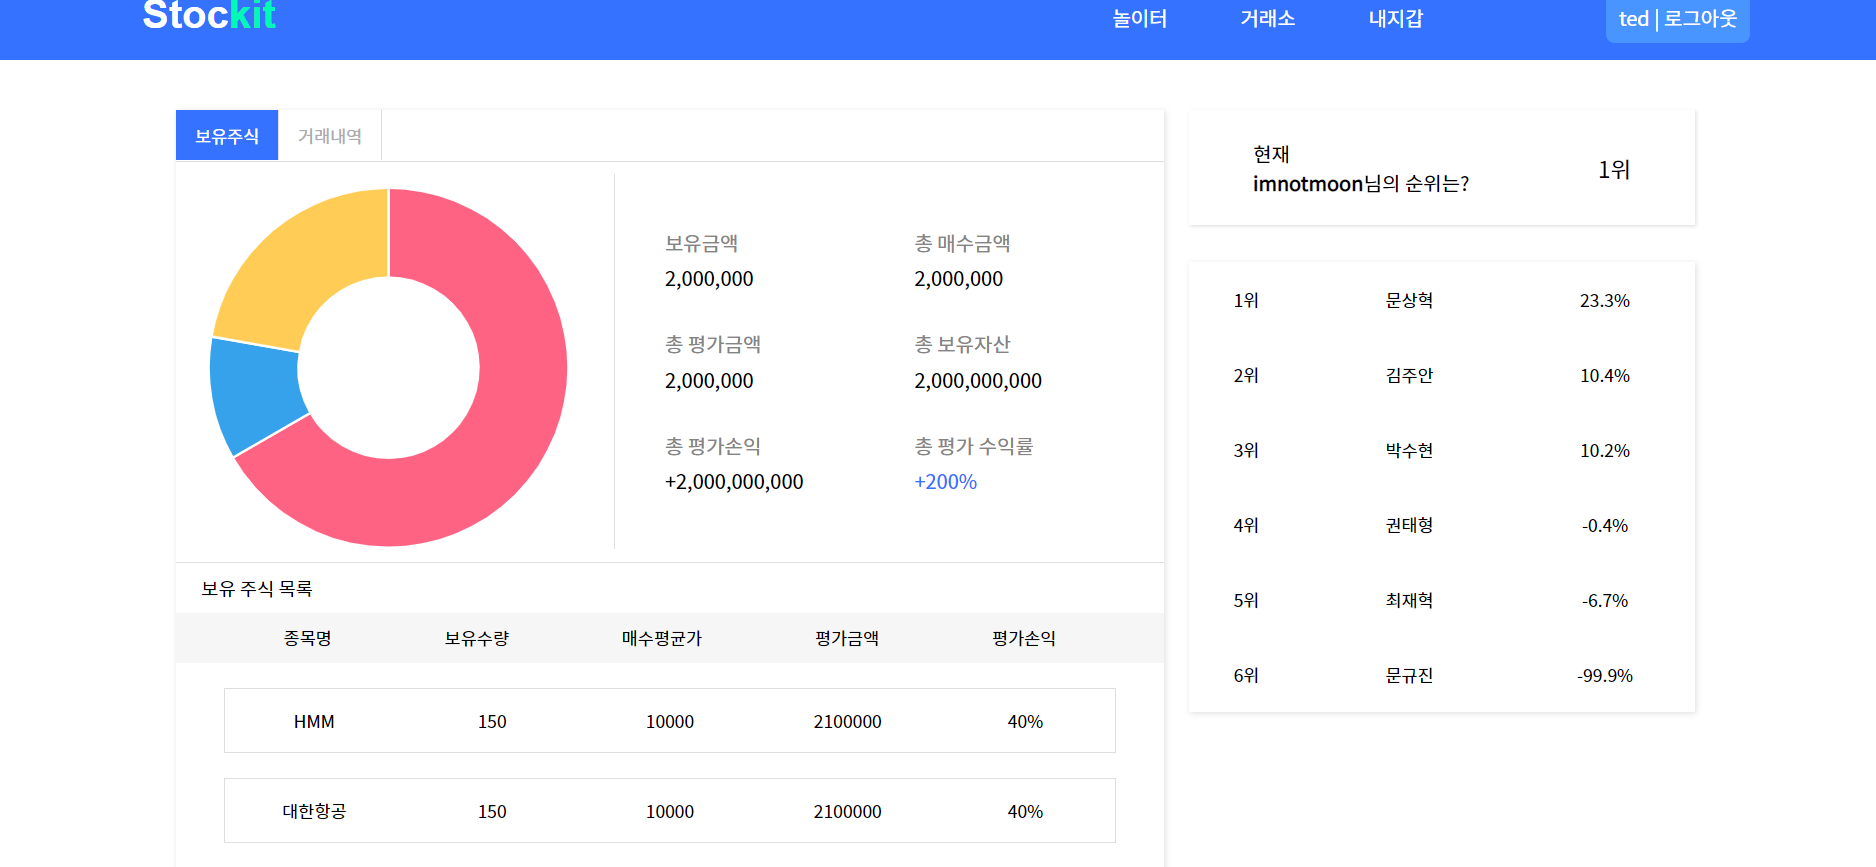 Stockit
놀이터 거래소 내지갑 ted | 로그아웃
보유주식 거래내역
보유금액 총 매수금액
2,000,000 2,000,000
총 평가금액 총 보유자산
2,000,000 2,000,000,000
총 평가손익 총 평가 수익률
+2,000,000,000 +200%
보유 주식 목록
종목명 보유수량 매수평균가 평가금액 평가손익
HMM 150 10000 2100000 40%
대한항공 150 10000 2100000 40%
현재
imnotmoon님의 순위는? 1위
1위 문상혁 23.3%
2위 김주안 10.4%
3위 박수현 10.2%
4위 권태형 -0.4%
5위 최재혁 -6.7%
6위 문규진 -99.9%